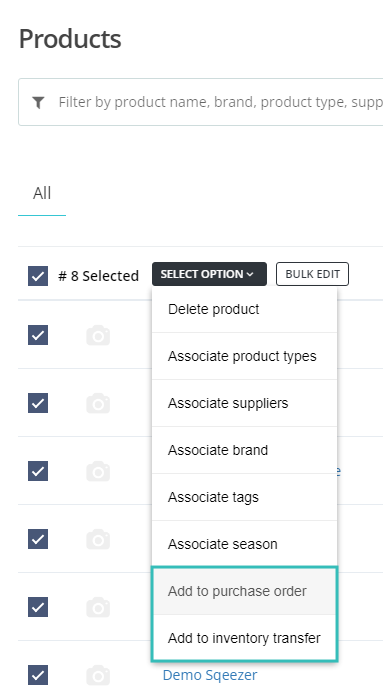 Products
Filter by product name, brand, product type, supp
All
# 8 Selected SELECT OPTION BULK EDIT
Delete product
Associate product types
Associate suppliers
Associate brand
e
Associate tags
Associate season
Add to purchase order
Add to inventory transfer
Demo Sqeezer